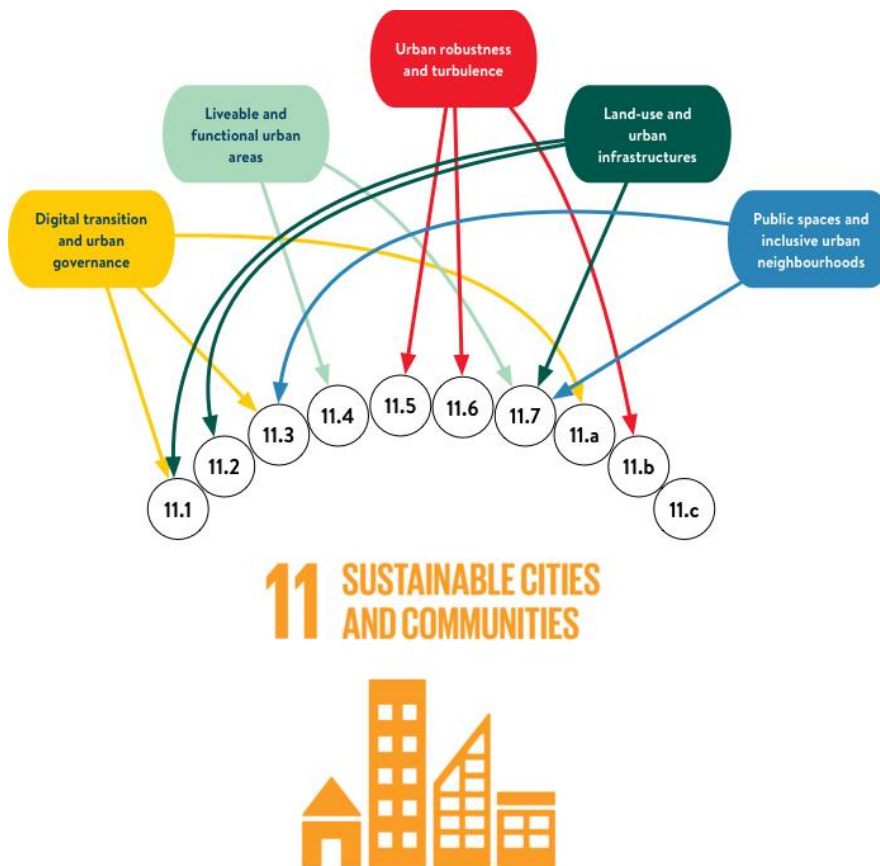 Urban robustness
and turbulence
Liveable and
functional urban
areas
Land-use and
urban
infrastructures
Digital transition
and urban
governance
Public spaces and
inclusive urban
neighbourhoods
11.1
11.2
11.3
11.4
11.5
11.6
11.7
11.a
11.b
11.c
11 SUSTAINABLE CITIES
AND COMMUNITIES